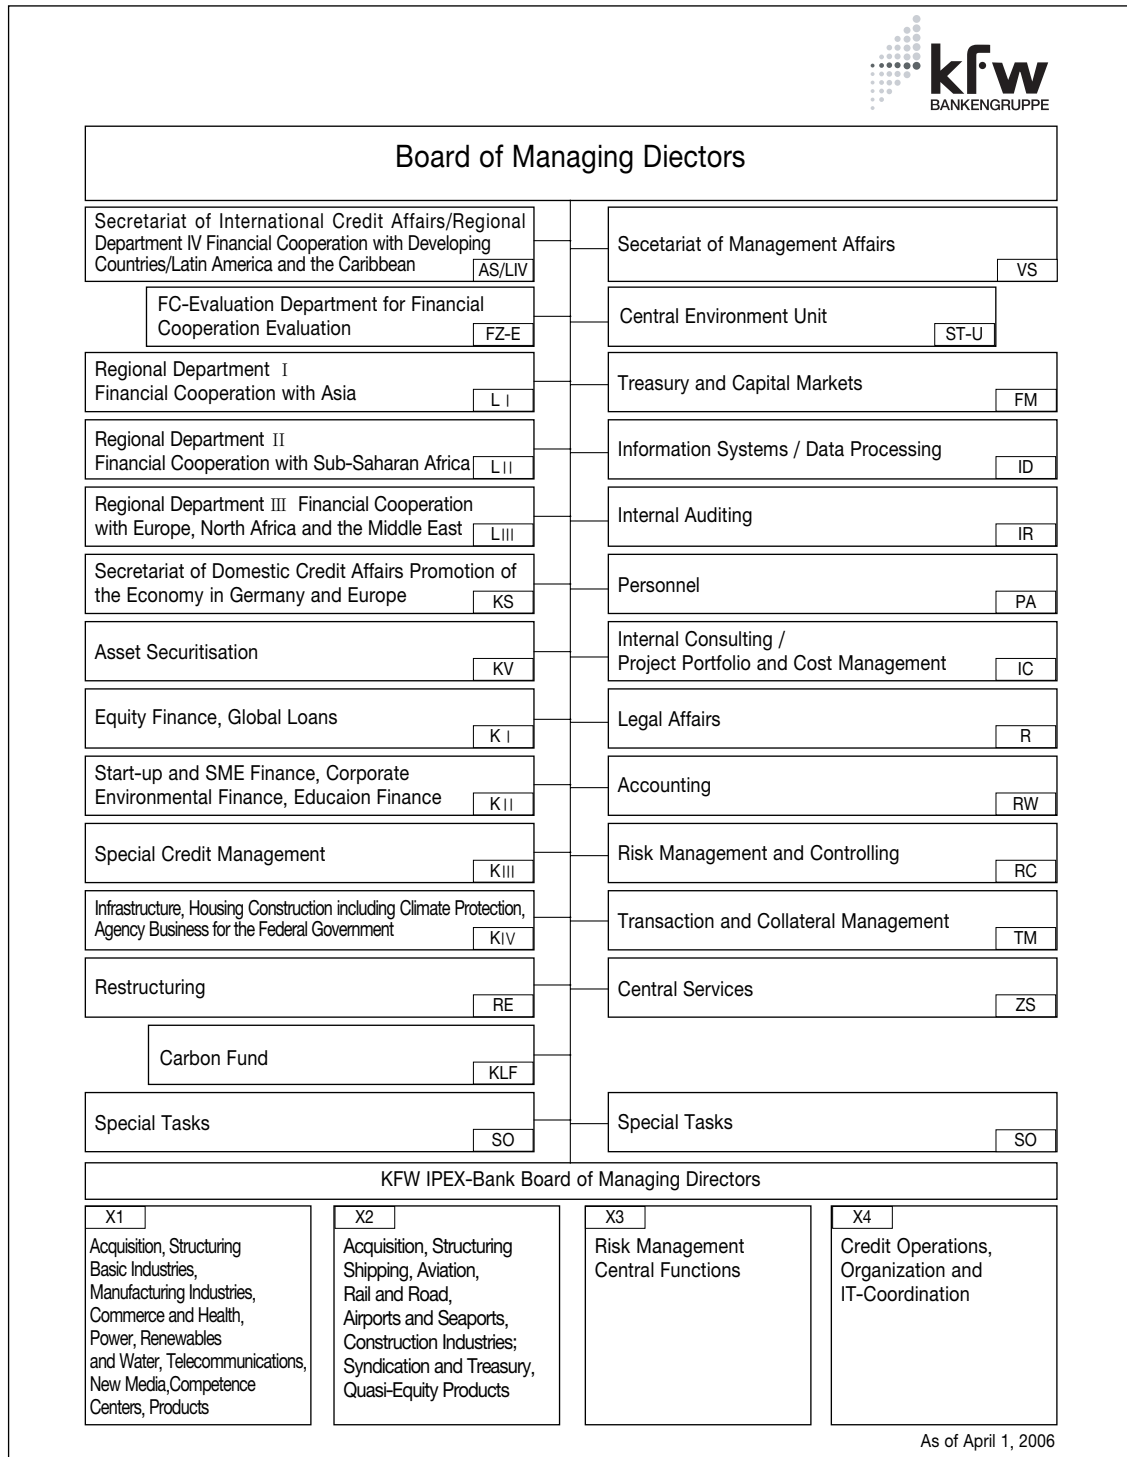 kfw
BANKENGRUPPE
Board of Managing Diectors
Secretariat of International Credit Affairs/Regional
Department IV Financial Cooperation with Developing
Countries/Latin America and the Caribbean
AS/LIV
Secetariat of Management Affairs
VS
FC-Evaluation Department for Financial
Cooperation Evaluation
FZ-E
Central Environment Unit
ST-U
Regional Department Ⅰ
Financial Cooperation with Asia
L I
Treasury and Capital Markets
FM
Regional Department Ⅱ
Financial Cooperation with Sub-Saharan Africa
L II
Information Systems / Data Processing
ID
Regional Department Ⅲ Financial Cooperation
with Europe, North Africa and the Middle East
L III
Internal Auditing
IR
Secretariat of Domestic Credit Affairs Promotion of
the Economy in Germany and Europe
KS
Personnel
PA
Asset Securitisation
KV
Internal Consulting /
Project Portfolio and Cost Management
IC
Equity Finance, Global Loans
K I
Legal Affairs
R
Start-up and SME Finance, Corporate
Environmental Finance, Educaion Finance
K II
Accounting
RW
Special Credit Management
K III
Risk Management and Controlling
RC
Infrastructure, Housing Construction including Climate Protection,
Agency Business for the Federal Government
K IV
Transaction and Collateral Management
TM
Restructuring
RE
Central Services
ZS
Carbon Fund
KLF
Special Tasks
SO
Special Tasks
SO
KFW IPEX-Bank Board of Managing Directors
X1
Acquisition, Structuring
Basic Industries,
Manufacturing Industries,
Commerce and Health,
Power, Renewables
and Water, Telecommunications,
New Media,Competence
Centers, Products
X2
Acquisition, Structuring
Shipping, Aviation,
Rail and Road,
Airports and Seaports,
Construction Industries;
Syndication and Treasury,
Quasi-Equity Products
X3
Risk Management
Central Functions
X4
Credit Operations,
Organization and
IT-Coordination
As of April 1, 2006